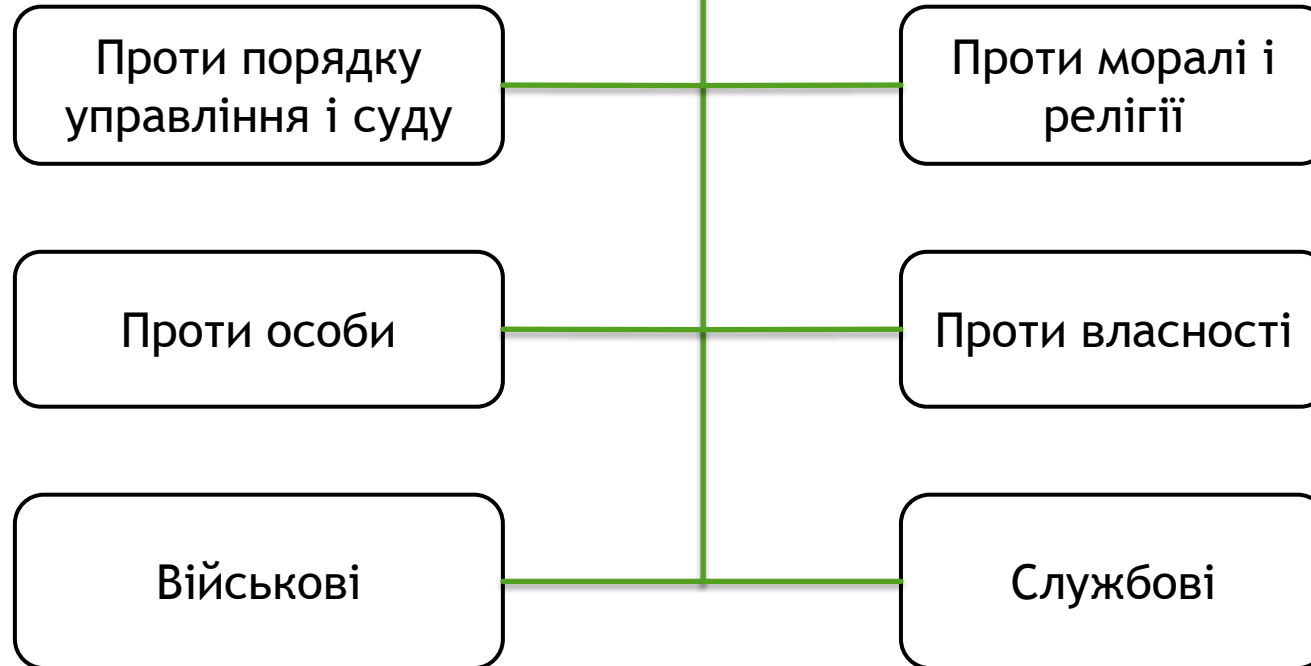 Проти порядку
управління і суду
Проти моралі і
релігії
Проти особи
Проти власності
Військові
Службові